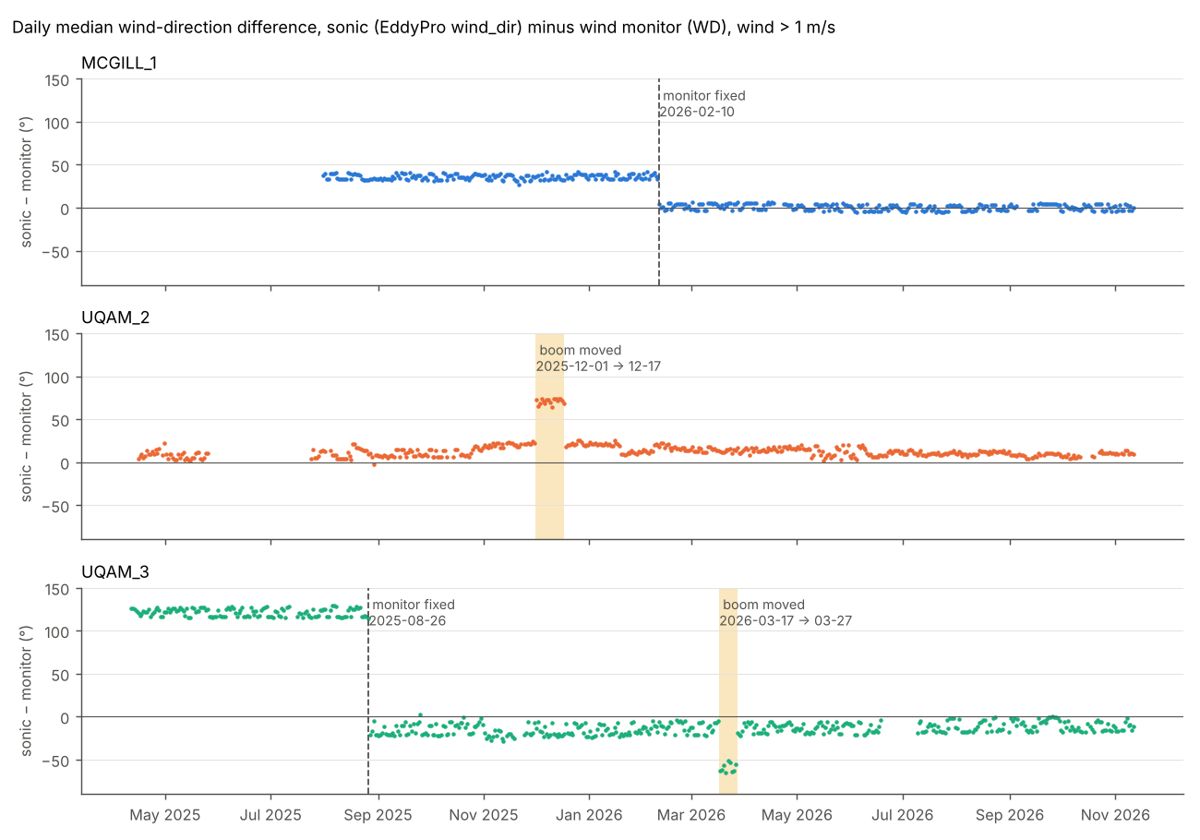 Daily median wind-direction difference, sonic (EddyPro wind_dir) minus wind monitor (WD), wind > 1 m/s
MCGILL_1
sonic − monitor (°)
150
100
50
0
−50
monitor fixed
2026-02-10
UQAM_2
sonic − monitor (°)
150
100
50
0
−50
boom moved
2025-12-01 → 12-17
UQAM_3
sonic − monitor (°)
150
100
50
0
−50
monitor fixed
2025-08-26
boom moved
2026-03-17 → 03-27
May 2025 Jul 2025 Sep 2025 Nov 2025 Jan 2026 Mar 2026 May 2026 Jul 2026 Sep 2026 Nov 2026